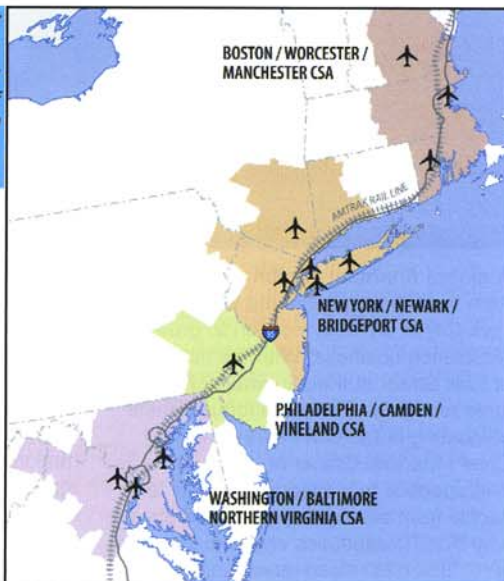 BOSTON / WORCESTER /
MANCHESTER CSA
AMTRAK RAIL LINE
NEW YORK / NEWARK /
BRIDGEPORT CSA
95
PHILADELPHIA / CAMDEN /
VINELAND CSA
WASHINGTON / BALTIMORE
NORTHERN VIRGINIA CSA